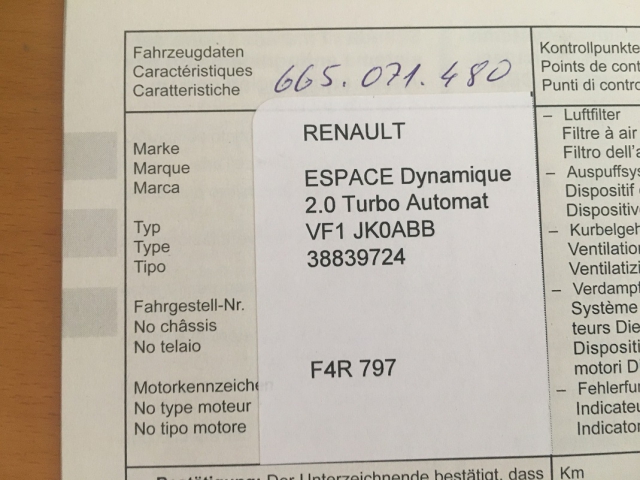 Fahrzeugdaten
Caractéristiques
Caratteristiche
665.071.480
Marke
Marque
Marca
RENAULT
ESPACE Dynamique
2.0 Turbo Automat
Typ
Type
Tipo
VF1 JK0ABB
38839724
Fahrgestell-Nr.
No châssis
No telaio
Motorkennzeichen
No type moteur
No tipo motore
F4R 797
Kontrollpunkte
Points de cont
Punti di contro
– Luftfilter
Filtre à air
Filtro dell'a
– Auspuffsys
Dispositif
Dispositiv
– Kurbelgeh
Ventilation
Ventilatizi
– Verdampf
Système
teurs Die
Dispositi
motori D
– Fehlerfun
Indicateu
Indicator
Der Unterzeichnende bestätigt, dass
Km